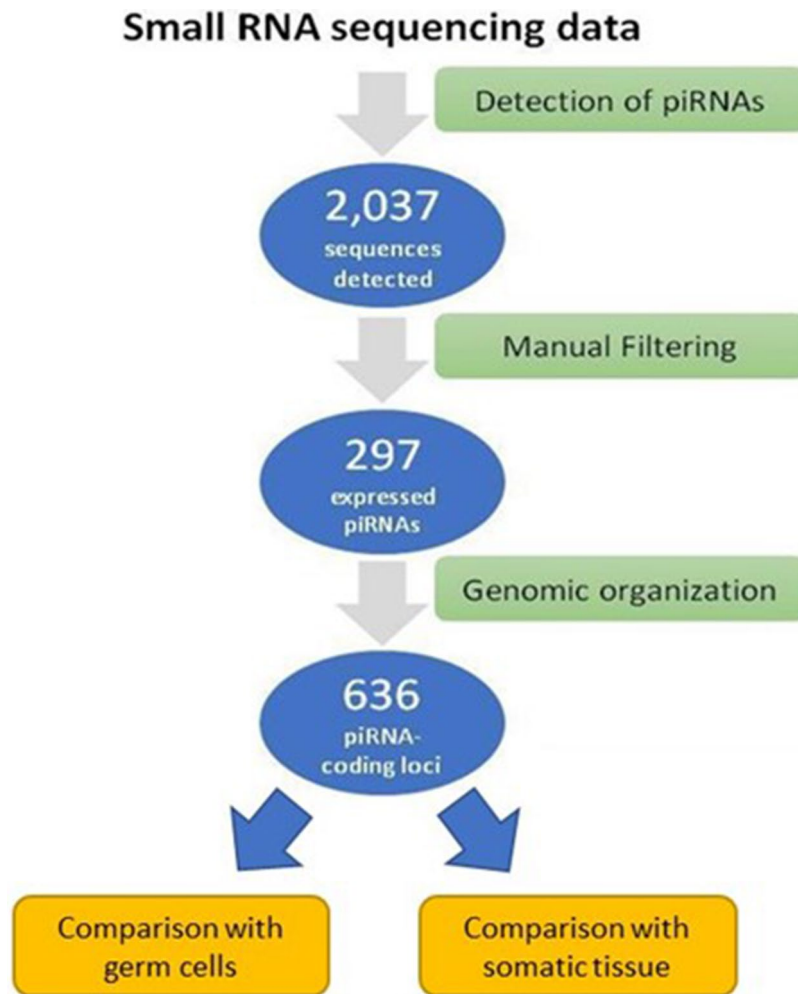 Small RNA sequencing data
Detection of piRNAs
2,037
sequences
detected
Manual Filtering
297
expressed
piRNAs
Genomic organization
636
piRNA-
coding loci
Comparison with
germ cells
Comparison with
somatic tissue